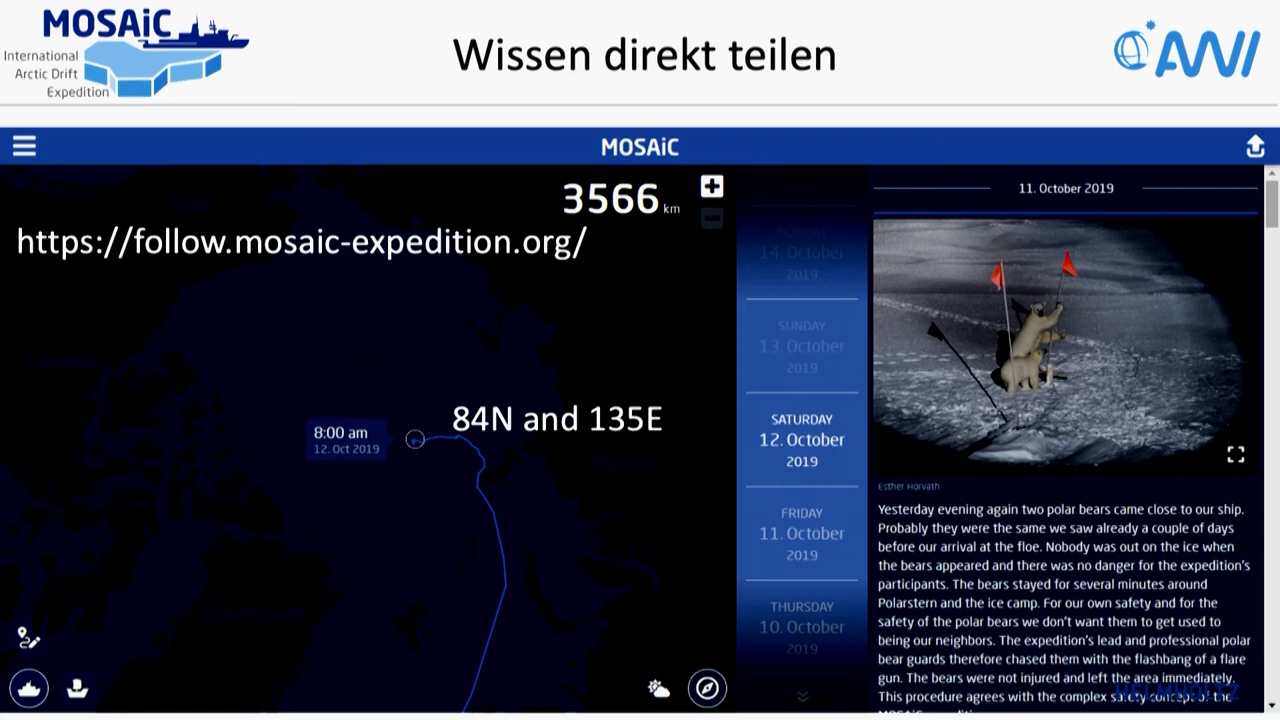 MOSAiC
International
Arctic Drift
Expedition
Wissen direkt teilen
AWI
MOSAiC
3566 km
https://follow.mosaic-expedition.org/
84N and 135E
8:00 am
12. Oct 2019
MONDAY
14. October
2019
SUNDAY
13. October
2019
SATURDAY
12. October
2019
FRIDAY
11. October
2019
THURSDAY
10. October
2019
11. October 2019
Esther Horvath
Yesterday evening again two polar bears came close to our ship.
Probably they were the same we saw already a couple of days
before our arrival at the floe. Nobody was out on the ice when
the bears appeared and there was no danger for the expedition's
participants. The bears stayed for several minutes around
Polarstern and the ice camp. For our own safety and for the
safety of the polar bears we don't want them to get used to
being our neighbors. The expedition's lead and professional polar
bear guards therefore chased them with the flashbang of a flare
gun. The bears were not injured and left the area immediately.
This procedure agrees with the complex safety concept of the
HELMHOLTZ